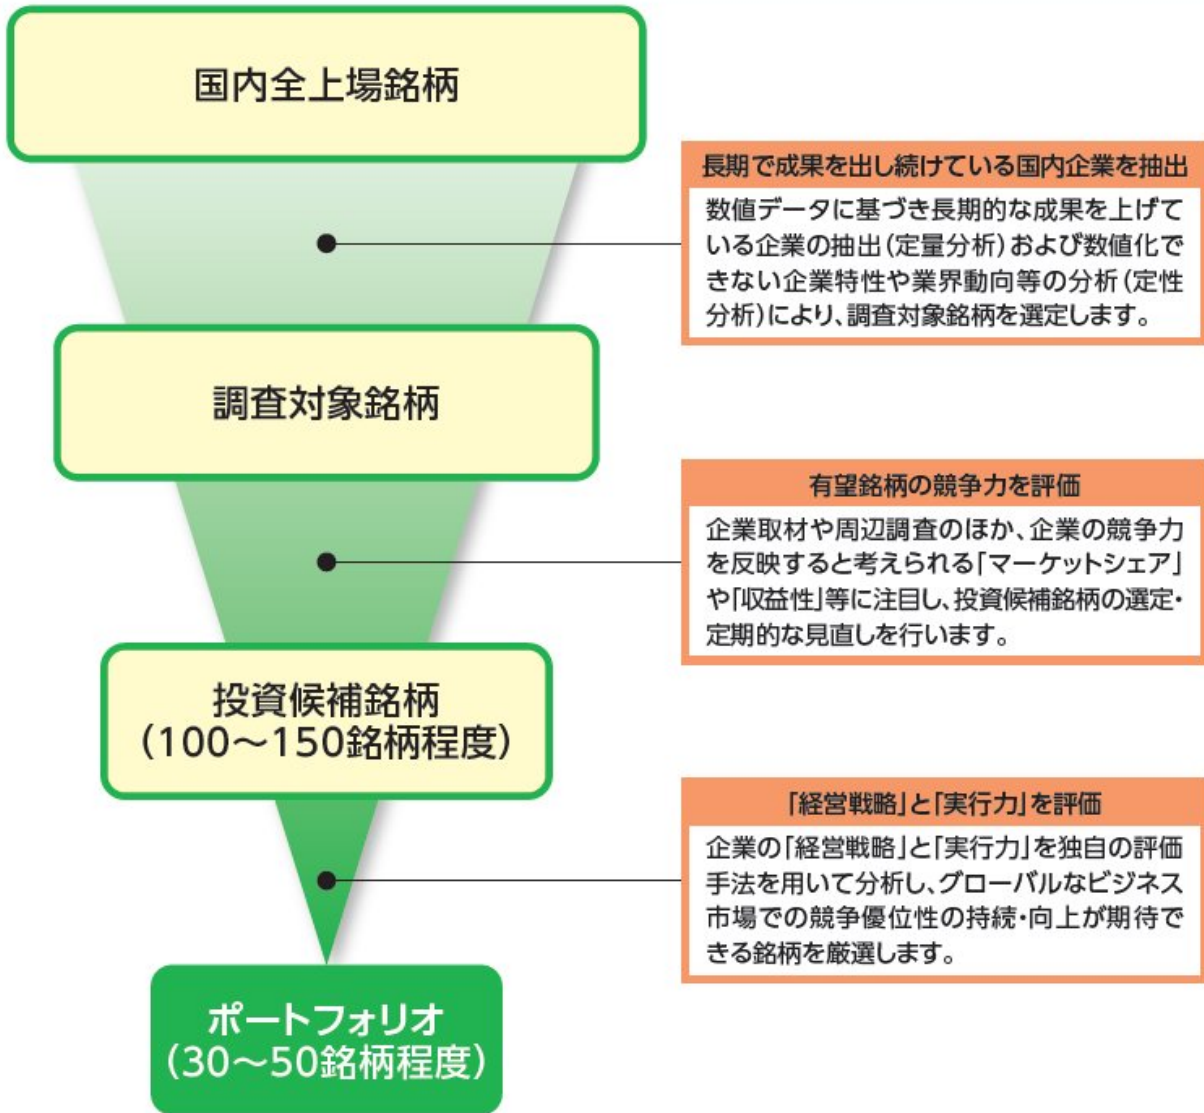 国内全上場銘柄
長期で成果を出し続けている国内企業を抽出
数値データに基づき長期的な成果を上げて
いる企業の抽出(定量分析)および数値化で
きない企業特性や業界動向等の分析(定性
分析)により、調査対象銘柄を選定します。
調査対象銘柄
有望銘柄の競争力を評価
企業取材や周辺調査のほか、企業の競争力
を反映すると考えられる「マーケットシェア」
や「収益性」等に注目し、投資候補銘柄の選定・
定期的な見直しを行います。
投資候補銘柄
(100〜150銘柄程度)
「経営戦略」と「実行力」を評価
企業の「経営戦略」と「実行力」を独自の評価
手法を用いて分析し、グローバルなビジネス
市場での競争優位性の持続・向上が期待で
きる銘柄を厳選します。
ポートフォリオ
(30〜50銘柄程度)